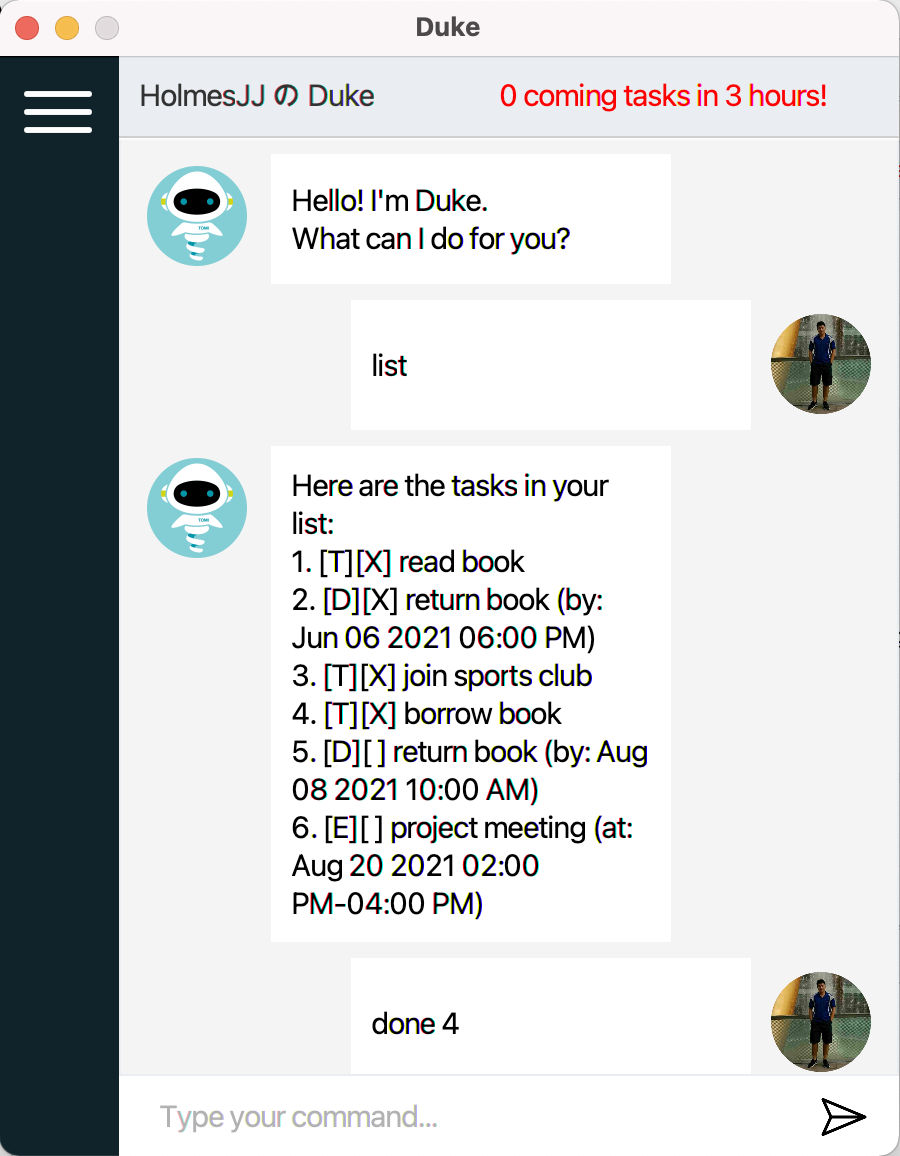 Duke
HolmesJJ の Duke
0 coming tasks in 3 hours!
Hello! I'm Duke.
What can I do for you?
list
Here are the tasks in your
list:
1. [T][X] read book
2. [D][X] return book (by:
Jun 06 2021 06:00 PM)
3. [T][X] join sports club
4. [T][X] borrow book
5. [D][ ] return book (by: Aug
08 2021 10:00 AM)
6. [E][ ] project meeting (at:
Aug 20 2021 02:00
PM-04:00 PM)
done 4
Type your command...
TOMI
TOMI